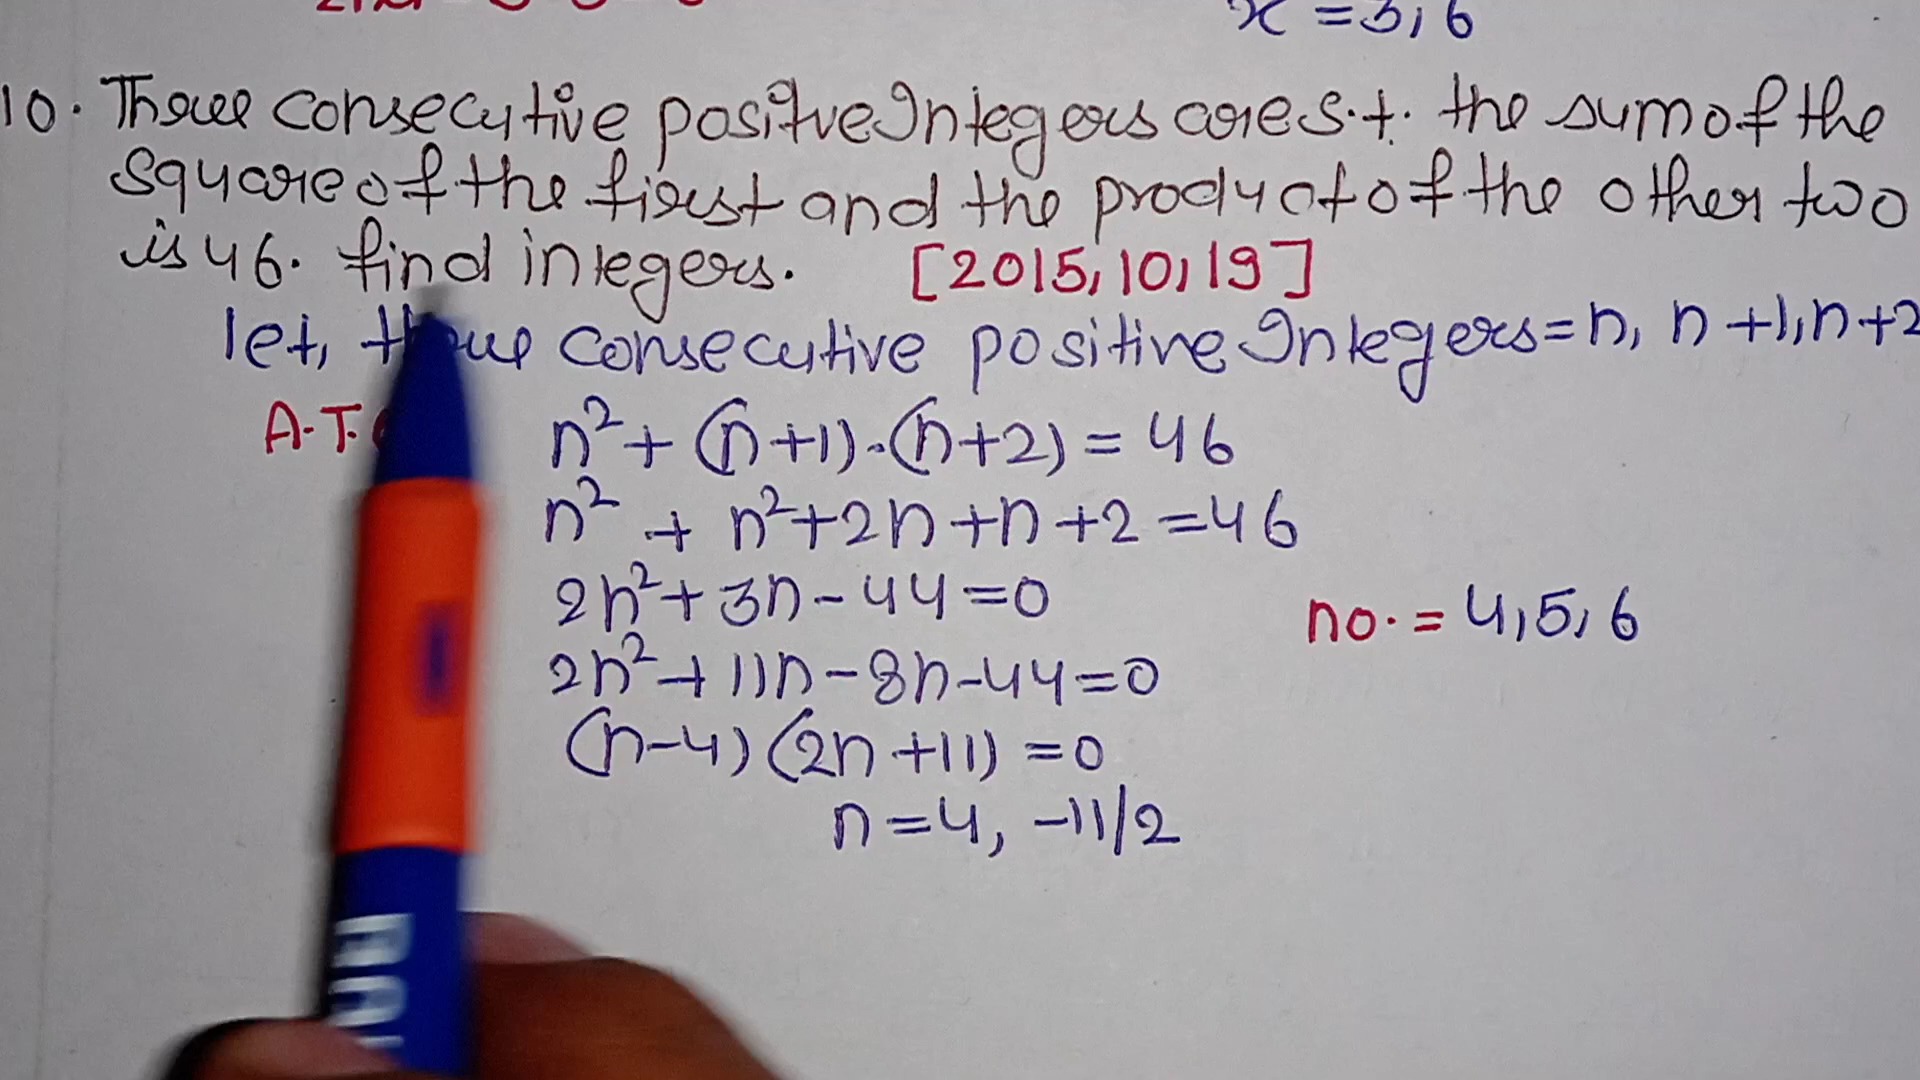 x = 3, 6
10. Three consecutive positive Integers are s.t. the sum of the
square of the first and the product of the other two
is 46. find integers. [2015, 10, 19]
let, three consecutive positive Integers = n, n+1, n+2
A.T.
n² + (n+1).(n+2) = 46
n² + n²+2n+n+2 = 46
2n²+3n-44=0
no. = 4, 5, 6
2n²+11n-8n-44=0
(n-4) (2n+11) =0
n=4, -11/2